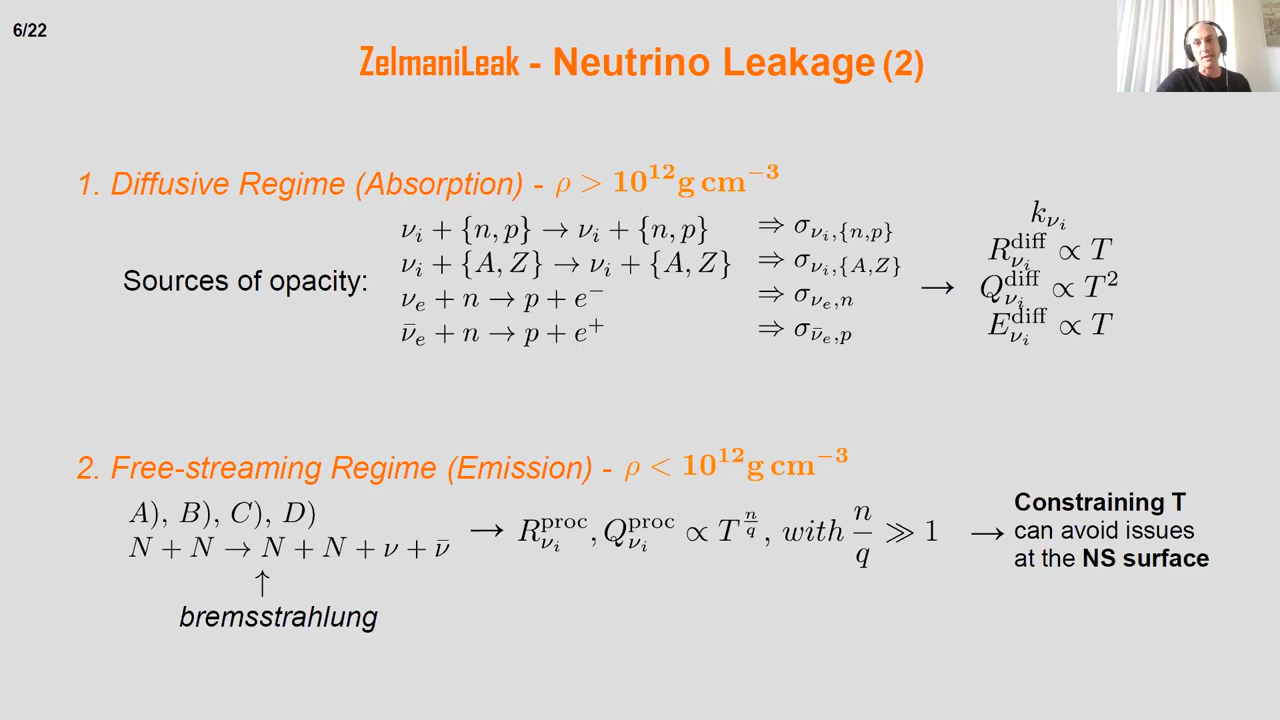 6/22
ZelmaniLeak - Neutrino Leakage (2)
1. Diffusive Regime (Absorption) - ρ > 10¹² g cm⁻³
Sources of opacity:
ν_i + {n, p} → ν_i + {n, p} ⇒ σ_{ν_i,{n,p}}
ν_i + {A, Z} → ν_i + {A, Z} ⇒ σ_{ν_i,{A,Z}}
ν_e + n → p + e⁻ ⇒ σ_{ν_e,n}
ν̄_e + n → p + e⁺ ⇒ σ_{ν̄_e,p}
→
k_{ν_i}
R^{diff}_{ν_i} ∝ T
Q^{diff}_{ν_i} ∝ T²
E^{diff}_{ν_i} ∝ T
2. Free-streaming Regime (Emission) - ρ < 10¹² g cm⁻³
A), B), C), D)
N + N → N + N + ν + ν̄
↑
bremsstrahlung
→ R^{proc}_{ν_i}, Q^{proc}_{ν_i} ∝ T^{n/q}, with n/q ≫ 1 →
Constraining T
can avoid issues
at the NS surface